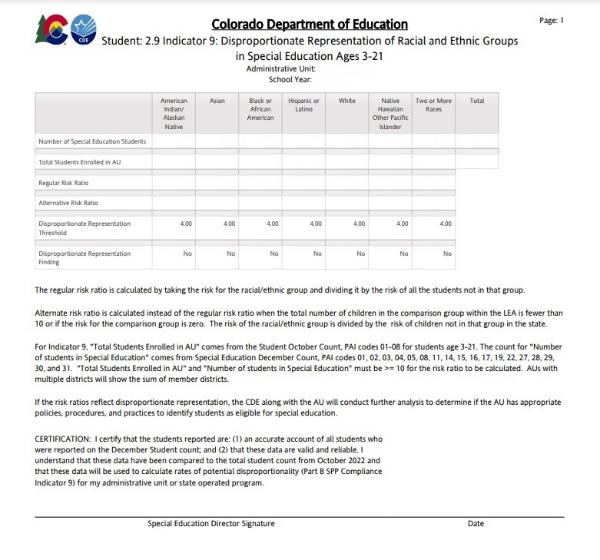 Colorado Department of Education
Page: 1
CDE
Student: 2.9 Indicator 9: Disproportionate Representation of Racial and Ethnic Groups
in Special Education Ages 3-21
Administrative Unit:
School Year:
American Indian/ Alaskan Native Asian Black or African American Hispanic or Latino White Native Hawaiian Other Pacific Islander Two or More Races Total
Number of Special Education Students
Total Students Enrolled in AU
Regular Risk Ratio
Alternative Risk Ratio
Disproportionate Representation Threshold 4.00 4.00 4.00 4.00 4.00 4.00 4.00
Disproportionate Representation Finding No No No No No No No
The regular risk ratio is calculated by taking the risk for the racial/ethnic group and dividing it by the risk of all the students not in that group.
Alternate risk ratio is calculated instead of the regular risk ratio when the total number of children in the comparison group within the LEA is fewer than
10 or if the risk for the comparison group is zero. The risk of the racial/ethnic group is divided by the risk of children not in that group in the state.
For Indicator 9, "Total Students Enrolled in AU" comes from the Student October Count, PAI codes 01-08 for students age 3-21. The count for "Number
of students in Special Education" comes from Special Education December Count, PAI codes 01, 02, 03, 04, 05, 08, 11, 14, 15, 16, 17, 19, 22, 27, 28, 29,
30, and 31. "Total Students Enrolled in AU" and "Number of students in Special Education" must be >= 10 for the risk ratio to be calculated. AUs with
multiple districts will show the sum of member districts.
If the risk ratios reflect disproportionate representation, the CDE along with the AU will conduct further analysis to determine if the AU has appropriate
policies, procedures, and practices to identify students as eligible for special education.
CERTIFICATION: I certify that the students reported are: (1) an accurate account of all students who
were reported on the December Student count; and (2) that these data are valid and reliable. I
understand that these data have been compared to the total student count from October 2022 and
that these data will be used to calculate rates of potential disproportionality (Part B SPP Compliance
Indicator 9) for my administrative unit or state operated program.
Special Education Director Signature Date